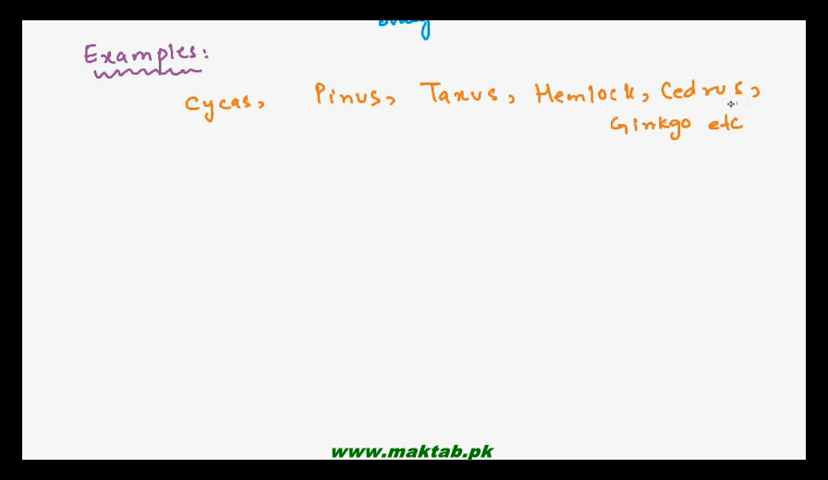 Examples:
Cycas, Pinus, Taxus, Hemlock, Cedrus,
Ginkgo etc
www.maktab.pk